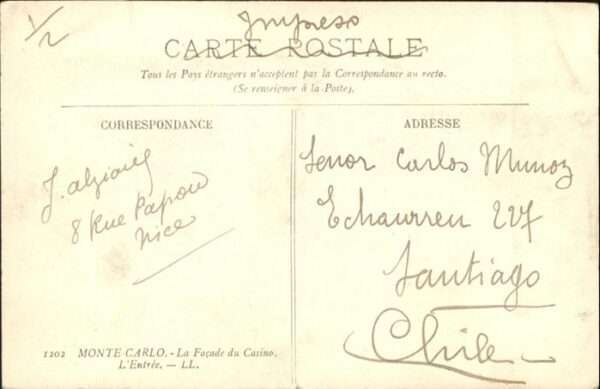 1/2
Impreso
CARTE POSTALE
Tous les Pays étrangers n'acceptent pas la Correspondance au recto.
(Se renseigner à la Poste).
CORRESPONDANCE
ADRESSE
J.
8 Rue Papon
Nice
Senor Carlos Munoz
Echaurren 227
Santiago
Chile
1202 MONTE-CARLO. - La Façade du Casino.
L'Entrée. — LL.